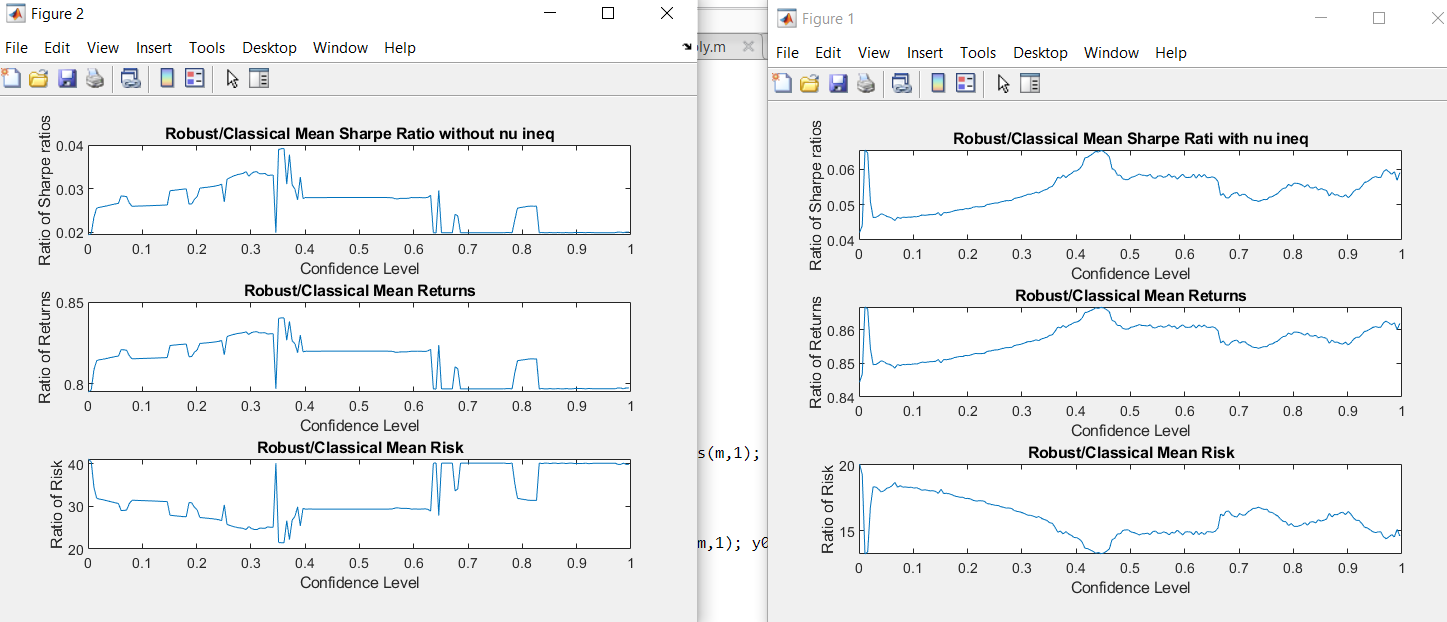 Figure 2
File Edit View Insert Tools Desktop Window Help
Robust/Classical Mean Sharpe Ratio without nu ineq
Ratio of Sharpe ratios
0.04
0.03
0.02
0 0.1 0.2 0.3 0.4 0.5 0.6 0.7 0.8 0.9 1
Confidence Level
Robust/Classical Mean Returns
Ratio of Returns
0.85
0.8
0 0.1 0.2 0.3 0.4 0.5 0.6 0.7 0.8 0.9 1
Confidence Level
Robust/Classical Mean Risk
Ratio of Risk
40
30
20
0 0.1 0.2 0.3 0.4 0.5 0.6 0.7 0.8 0.9 1
Confidence Level
ly.m
s(m,1);
m,1); y0
Figure 1
File Edit View Insert Tools Desktop Window Help
Robust/Classical Mean Sharpe Rati with nu ineq
Ratio of Sharpe ratios
0.06
0.05
0.04
0 0.1 0.2 0.3 0.4 0.5 0.6 0.7 0.8 0.9 1
Confidence Level
Robust/Classical Mean Returns
Ratio of Returns
0.86
0.85
0.84
0 0.1 0.2 0.3 0.4 0.5 0.6 0.7 0.8 0.9 1
Confidence Level
Robust/Classical Mean Risk
Ratio of Risk
20
15
0 0.1 0.2 0.3 0.4 0.5 0.6 0.7 0.8 0.9 1
Confidence Level